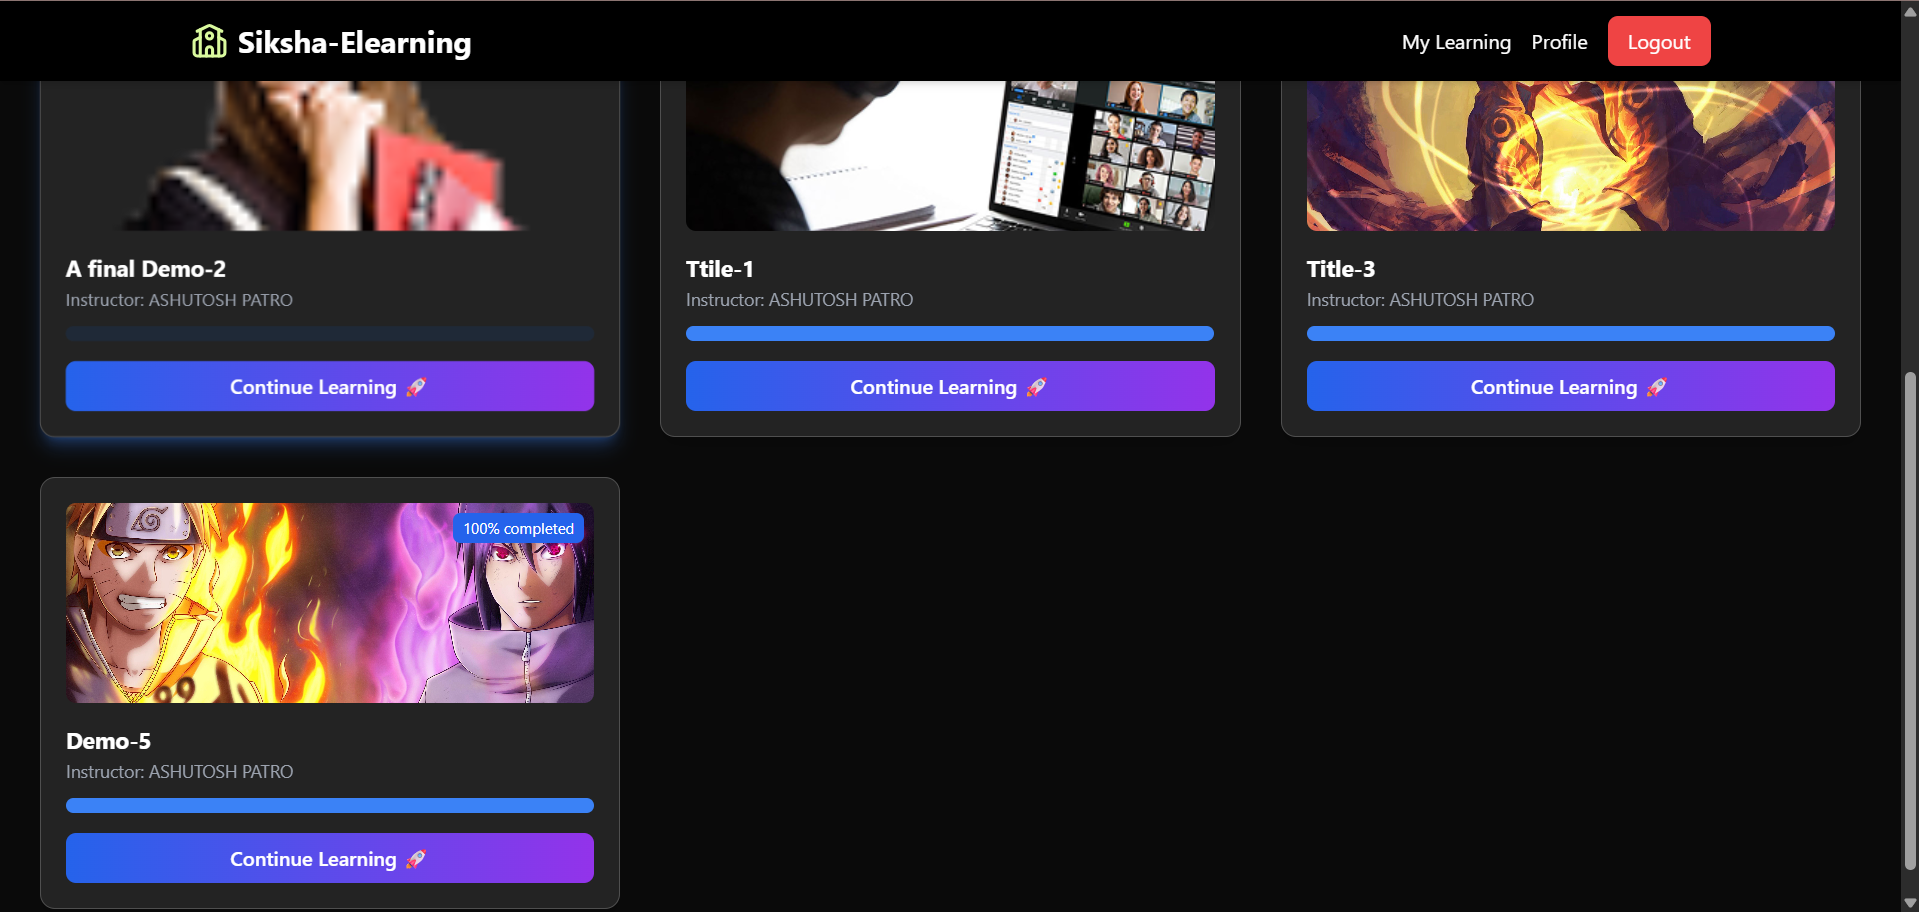 Siksha-Elearning
My Learning
Profile
Logout
A final Demo-2
Instructor: ASHUTOSH PATRO
Continue Learning 🚀
Ttile-1
Instructor: ASHUTOSH PATRO
Continue Learning 🚀
Title-3
Instructor: ASHUTOSH PATRO
Continue Learning 🚀
100% completed
Demo-5
Instructor: ASHUTOSH PATRO
Continue Learning 🚀